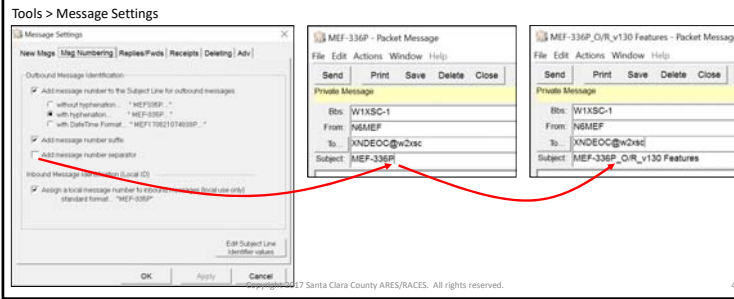 Tools > Message Settings
Message Settings
New Msgs Msg Numbering Replies/Fwds Receipts Deleting Adv
Outbound Message Identification
Add message number to the Subject Line for outbound messages
without hyphenation... "MEF336P..."
with hyphenation... "MEF-336P..."
with DateTime Format...
Add message number suffix
Add message number separator
Inbound Message Identification (Local ID)
Assign a local message number to inbound messages (local use only)
standard format...
Edit Subject Line
Identifier values
OK Apply Cancel
MEF-336P - Packet Message
File Edit Actions Window Help
Send Print Save Delete Close
Private Message
Bbs: W1XSC-1
From: N6MEF
To... XNDEOC@w2xsc
Subject: MEF-336P
MEF-336P_O/R_v130 Features - Packet Messag
File Edit Actions Window Help
Send Print Save Delete Close
Private Message
Bbs: W1XSC-1
From: N6MEF
To... XNDEOC@w2xsc
Subject: MEF-336P_O/R_v130 Features
Copyright 2017 Santa Clara County ARES/RACES. All rights reserved.
4